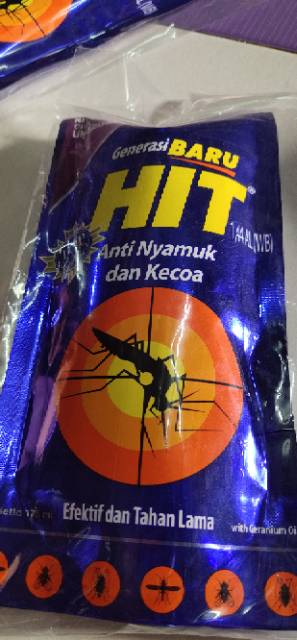 Generasi BARU
HIT®
Anti Nyamuk
dan Kecoa
Efektif dan Tahan Lama
with Geranium Oil